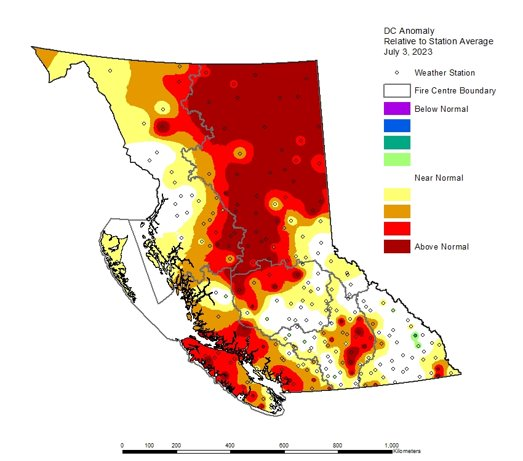 DC Anomaly
Relative to Station Average
July 3, 2023
Weather Station
Fire Centre Boundary
Below Normal
Near Normal
Above Normal
0 200 400 600 800 1,000
Kilometers